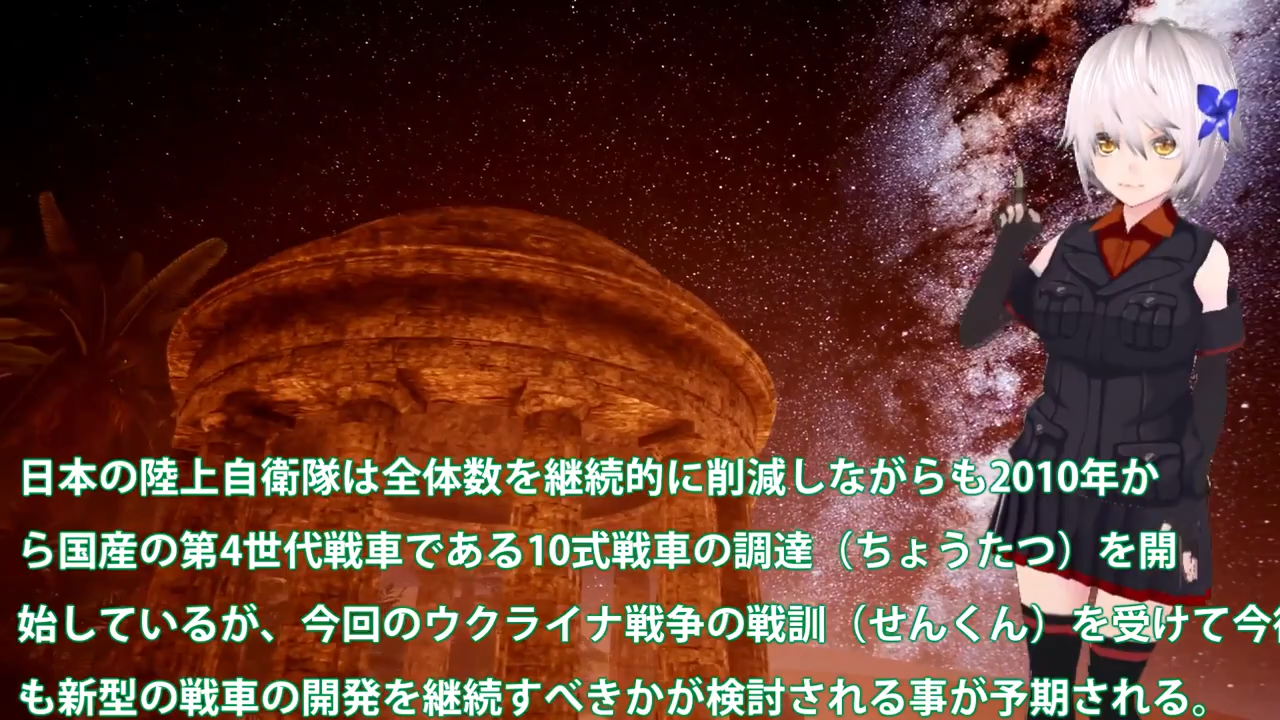 日本の陸上自衛隊は全体数を継続的に削減しながらも2010年か
ら国産の第4世代戦車である10式戦車の調達（ちょうたつ）を開
始しているが、今回のウクライナ戦争の戦訓（せんくん）を受けて今後
も新型の戦車の開発を継続すべきかが検討される事が予期される。